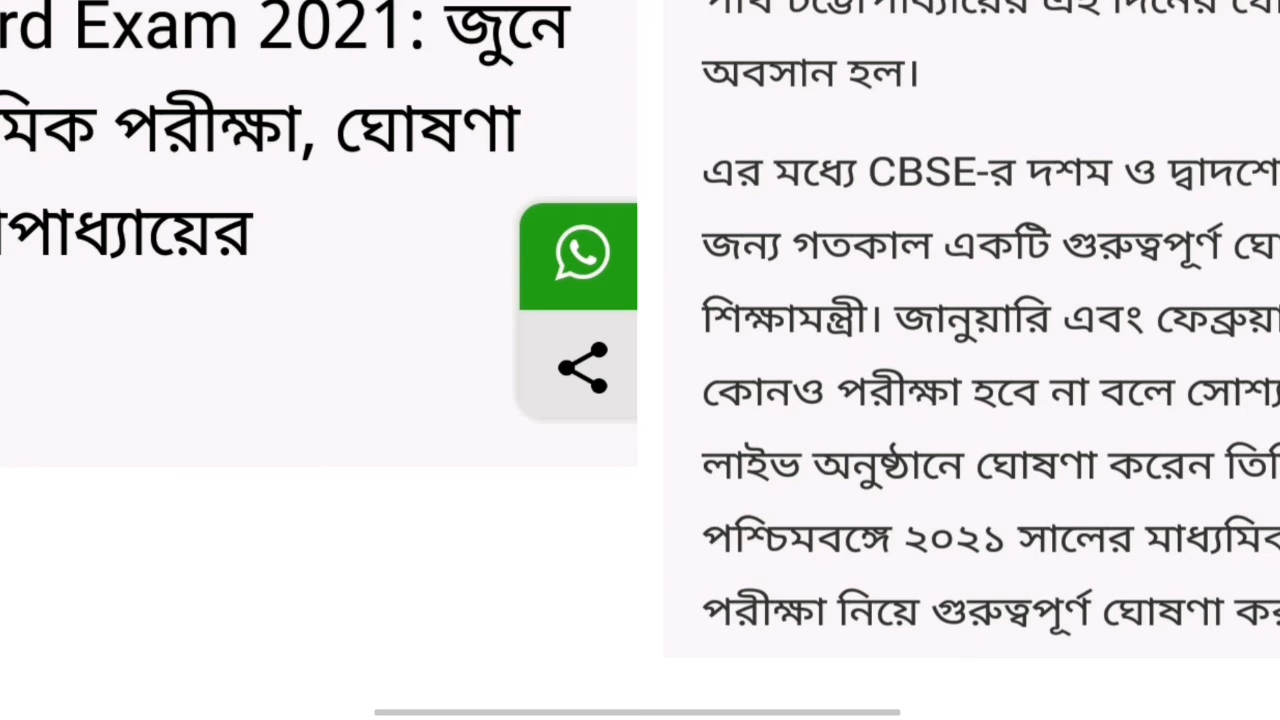 rd Exam 2021: জুনে
মিক পরীক্ষা, ঘোষণা
পাধ্যায়ের
অবসান হল।
এর মধ্যে CBSE-র দশম ও দ্বাদশে
জন্য গতকাল একটি গুরুত্বপূর্ণ ঘো
শিক্ষামন্ত্রী। জানুয়ারি এবং ফেব্রুয়া
কোনও পরীক্ষা হবে না বলে সোশ্য
লাইভ অনুষ্ঠানে ঘোষণা করেন তি
পশ্চিমবঙ্গে ২০২১ সালের মাধ্যমিক
পরীক্ষা নিয়ে গুরুত্বপূর্ণ ঘোষণা কর